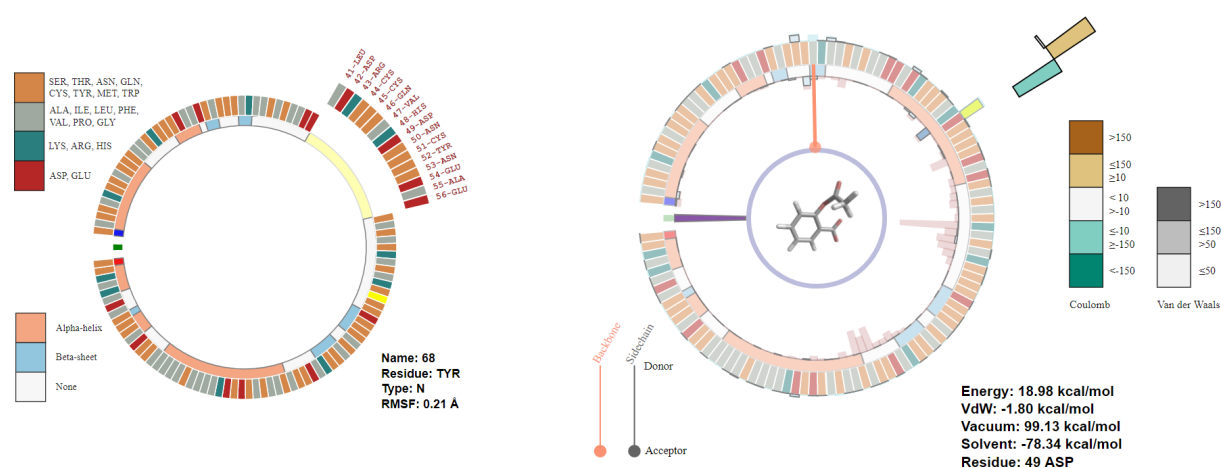 SER, THR, ASN, GLN,
CYS, TYR, MET, TRP
ALA, ILE, LEU, PHE,
VAL, PRO, GLY
LYS, ARG, HIS
ASP, GLU
Alpha-helix
Beta-sheet
None
41-LEU
42-ASP
43-ARG
44-CYS
45-CYS
46-GLN
47-VAL
48-HIS
49-ASP
50-ASN
51-CYS
52-TYR
53-ASN
54-GLU
55-ALA
56-GLU
Name: 68
Residue: TYR
Type: N
RMSF: 0.21 Å
Backbone
Sidechain
Donor
Acceptor
>150
≤150
≥10
< 10
>-10
≤-10
≥-150
<-150
Coulomb
>150
≤150
>50
≤50
Van der Waals
Energy: 18.98 kcal/mol
VdW: -1.80 kcal/mol
Vacuum: 99.13 kcal/mol
Solvent: -78.34 kcal/mol
Residue: 49 ASP